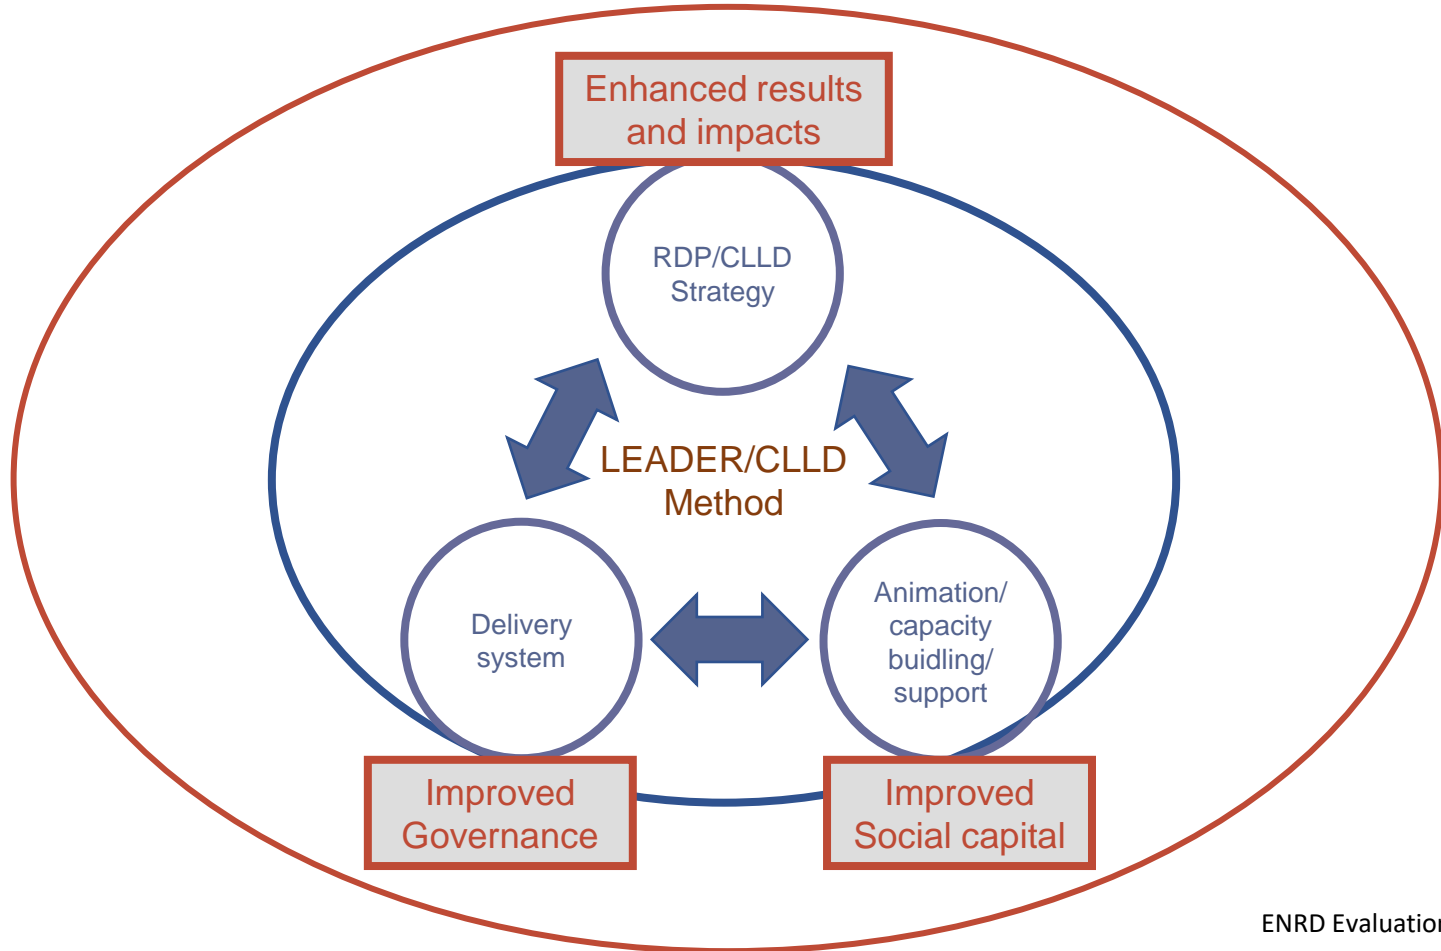 Enhanced results
and impacts
RDP/CLLD
Strategy
LEADER/CLLD
Method
Delivery
system
Animation/
capacity
buidling/
support
Improved
Governance
Improved
Social capital
ENRD Evaluation